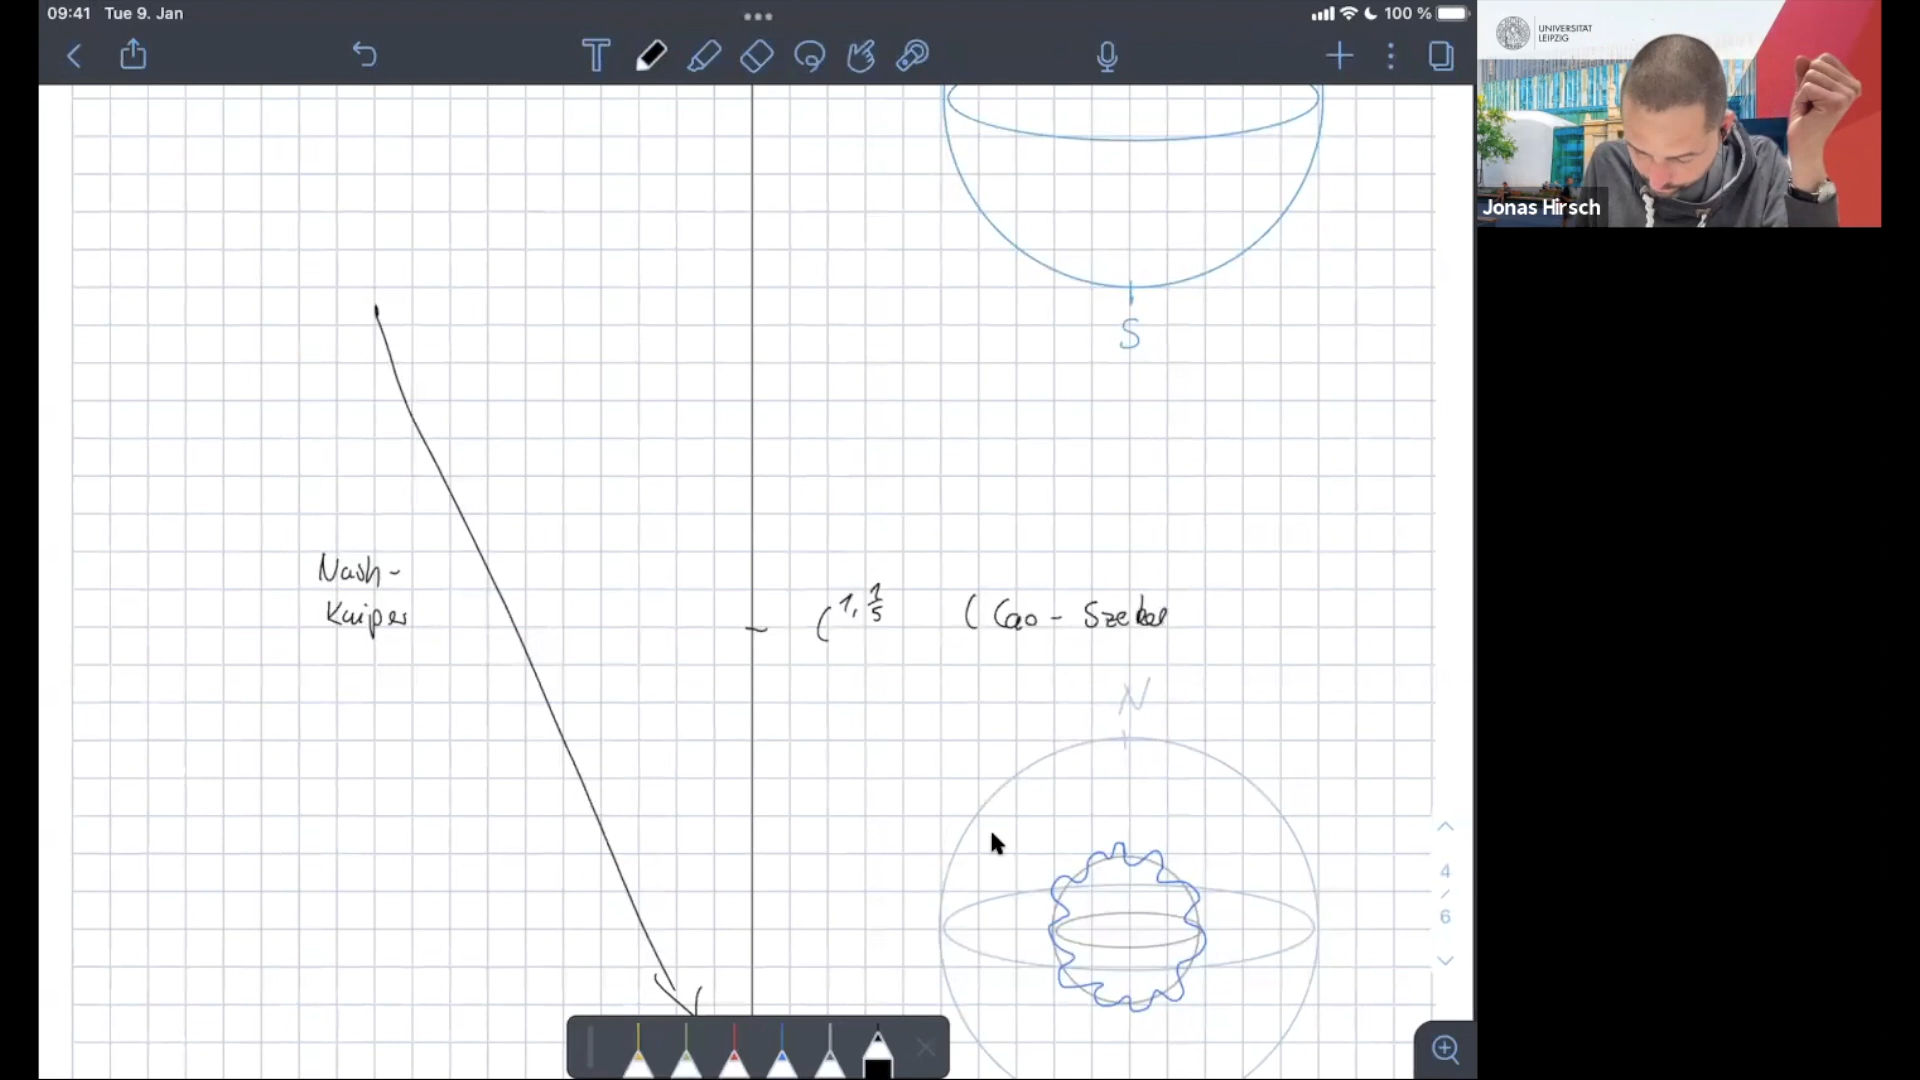 09:41 Tue 9. Jan
100 %
UNIVERSITÄT
LEIPZIG
Jonas Hirsch
S
Nash-
Kuiper
- C^{1, 1/5} ( Cao - Szekel
N
4
/
6